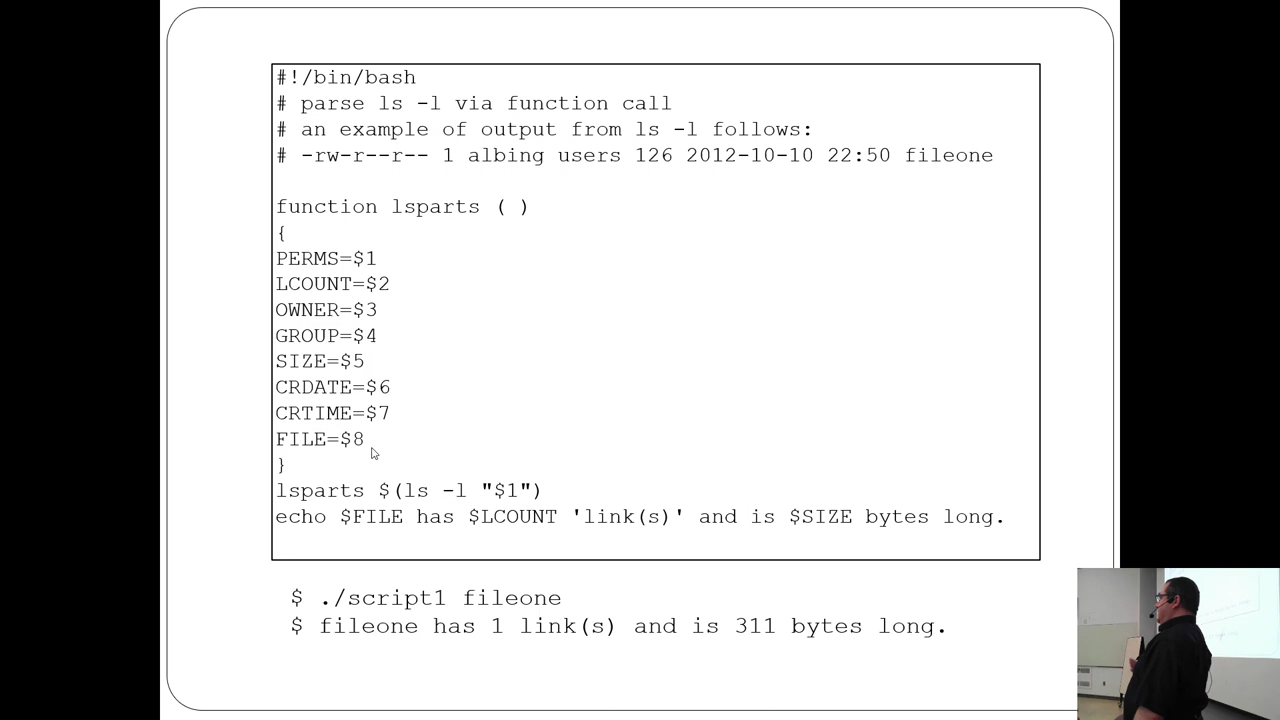 #!/bin/bash
# parse ls -l via function call
# an example of output from ls -l follows:
# -rw-r--r-- 1 albing users 126 2012-10-10 22:50 fileone
function lsparts ( )
{
PERMS=$1
LCOUNT=$2
OWNER=$3
GROUP=$4
SIZE=$5
CRDATE=$6
CRTIME=$7
FILE=$8
}
lsparts $(ls -l "$1")
echo $FILE has $LCOUNT 'link(s)' and is $SIZE bytes long.
$ ./script1 fileone
$ fileone has 1 link(s) and is 311 bytes long.